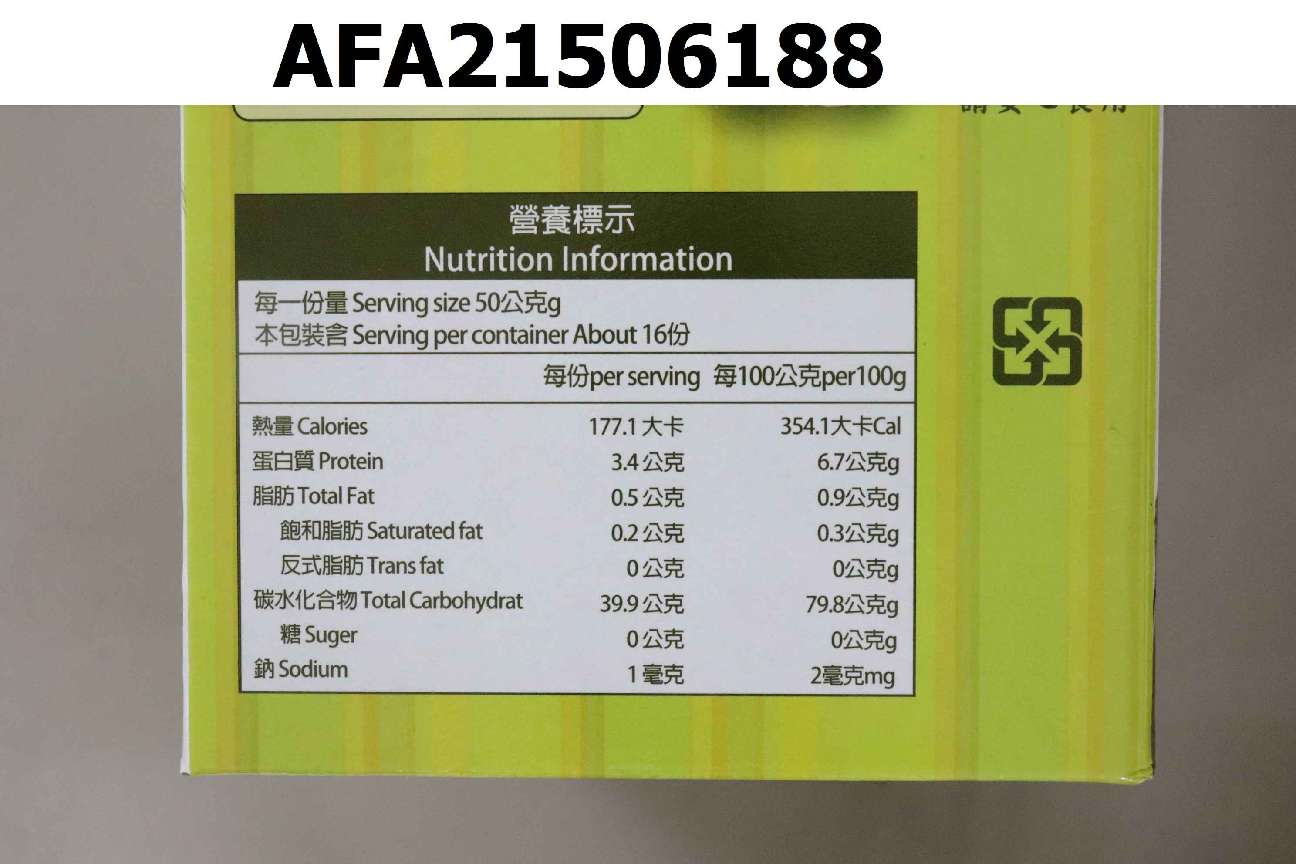 AFA21506188
營養標示
Nutrition Information
每一份量 Serving size 50公克g
本包裝含 Serving per container About 16份
每份per serving 每100公克per100g
熱量 Calories 177.1 大卡 354.1大卡Cal
蛋白質 Protein 3.4 公克 6.7公克g
脂肪 Total Fat 0.5 公克 0.9公克g
飽和脂肪 Saturated fat 0.2 公克 0.3公克g
反式脂肪 Trans fat 0 公克 0公克g
碳水化合物 Total Carbohydrat 39.9 公克 79.8公克g
糖 Suger 0 公克 0公克g
鈉 Sodium 1 毫克 2毫克mg